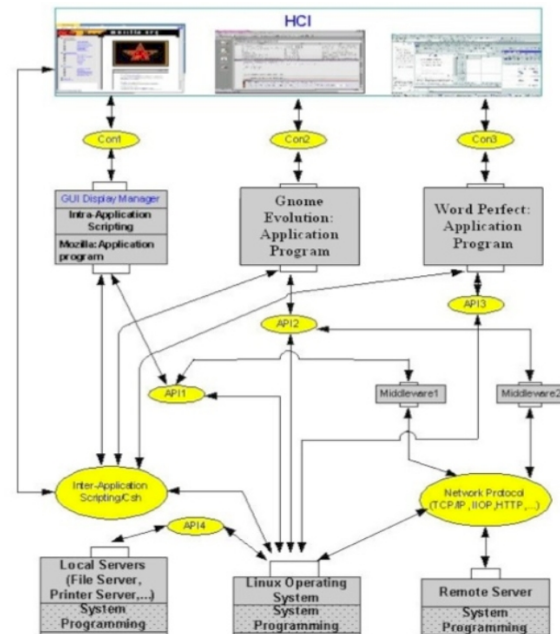 HCI
mozilla.org
Con1
Con2
Con3
GUI Display Manager
Intra-Application
Scripting
Mozilla: Application
program
Gnome
Evolution:
Application
Program
Word Perfect:
Application
Program
API3
API2
API1
Middleware1
Middleware2
Inter-Application
Scripting/Csh
Network Protocol
(TCP/IP, IIOP,HTTP,...)
API4
Local Servers
(File Server,
Printer Server,...)
System
Programming
Linux Operating
System
System
Programming
Remote Server
System
Programming